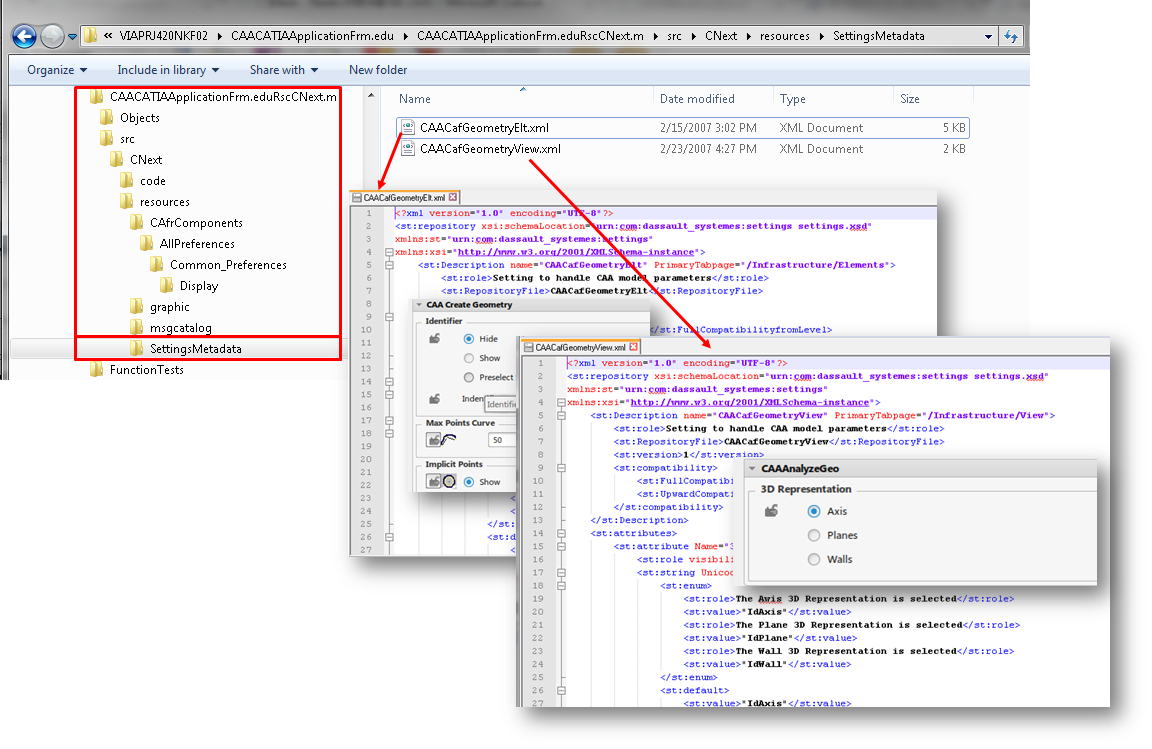 « VIAPRJ420NKF02 ▸ CAACATIAApplicationFrm.edu ▸ CAACATIAApplicationFrm.eduRscCNext.m ▸ src ▸ CNext ▸ resources ▸ SettingsMetadata
Organize Include in library Share with New folder
CAACATIAApplicationFrm.eduRscCNext.m
Objects
src
CNext
code
resources
CAfrComponents
AllPreferences
Common_Preferences
Display
graphic
msgcatalog
SettingsMetadata
FunctionTests
Name Date modified Type Size
CAACafGeometryElt.xml 2/15/2007 3:02 PM XML Document 5 KB
CAACafGeometryView.xml 2/23/2007 4:27 PM XML Document 2 KB
CAACafGeometryElt.xml
1 <?xml version="1.0" encoding="UTF-8"?>
2 <st:repository xsi:schemaLocation="urn:com:dassault_systemes:settings settings.xsd"
3 xmlns:st="urn:com:dassault_systemes:settings"
4 xmlns:xsi="http://www.w3.org/2001/XMLSchema-instance">
5 <st:Description name="CAACafGeometryElt" PrimaryTabpage="/Infrastructure/Elements">
6 <st:role>Setting to handle CAA model parameters</st:role>
7 <st:RepositoryFile>CAACafGeometryElt</st:RepositoryFile>
8
9
10 </st:FullCompatibilityfromLevel>
11
12
13
14
15
16
17
18
19
20
21
22
23
24
25 </st:
26 <st:d
27
CAA Create Geometry
Identifier
Hide
Show
Preselect
Identifie
Max Points Curve
50
Implicit Points
Show
CAACafGeometryView.xml
1 <?xml version="1.0" encoding="UTF-8"?>
2 <st:repository xsi:schemaLocation="urn:com:dassault_systemes:settings settings.xsd"
3 xmlns:st="urn:com:dassault_systemes:settings"
4 xmlns:xsi="http://www.w3.org/2001/XMLSchema-instance">
5 <st:Description name="CAACafGeometryView" PrimaryTabpage="/Infrastructure/View">
6 <st:role>Setting to handle CAA model parameters</st:role>
7 <st:RepositoryFile>CAACafGeometryView</st:RepositoryFile>
8 <st:version>1</st:version>
9 <st:compatibility>
10 <st:FullCompatibi
11 <st:UpwardCompati
12 </st:compatibility>
13 </st:Description>
14 <st:attributes>
15 <st:attribute Name="3
16 <st:role visibili
17 <st:string Unicod
18 <st:enum>
19 <st:role>The Awis 3D Representation is selected</st:role>
20 <st:value>"IdAxis"</st:value>
21 <st:role>The Plane 3D Representation is selected</st:role>
22 <st:value>"IdPlane"</st:value>
23 <st:role>The Wall 3D Representation is selected</st:role>
24 <st:value>"IdWall"</st:value>
25 </st:enum>
26 <st:default>
27 <st:value>"IdAxis"</st:value>
CAAAnalyzeGeo
3D Representation
Axis
Planes
Walls